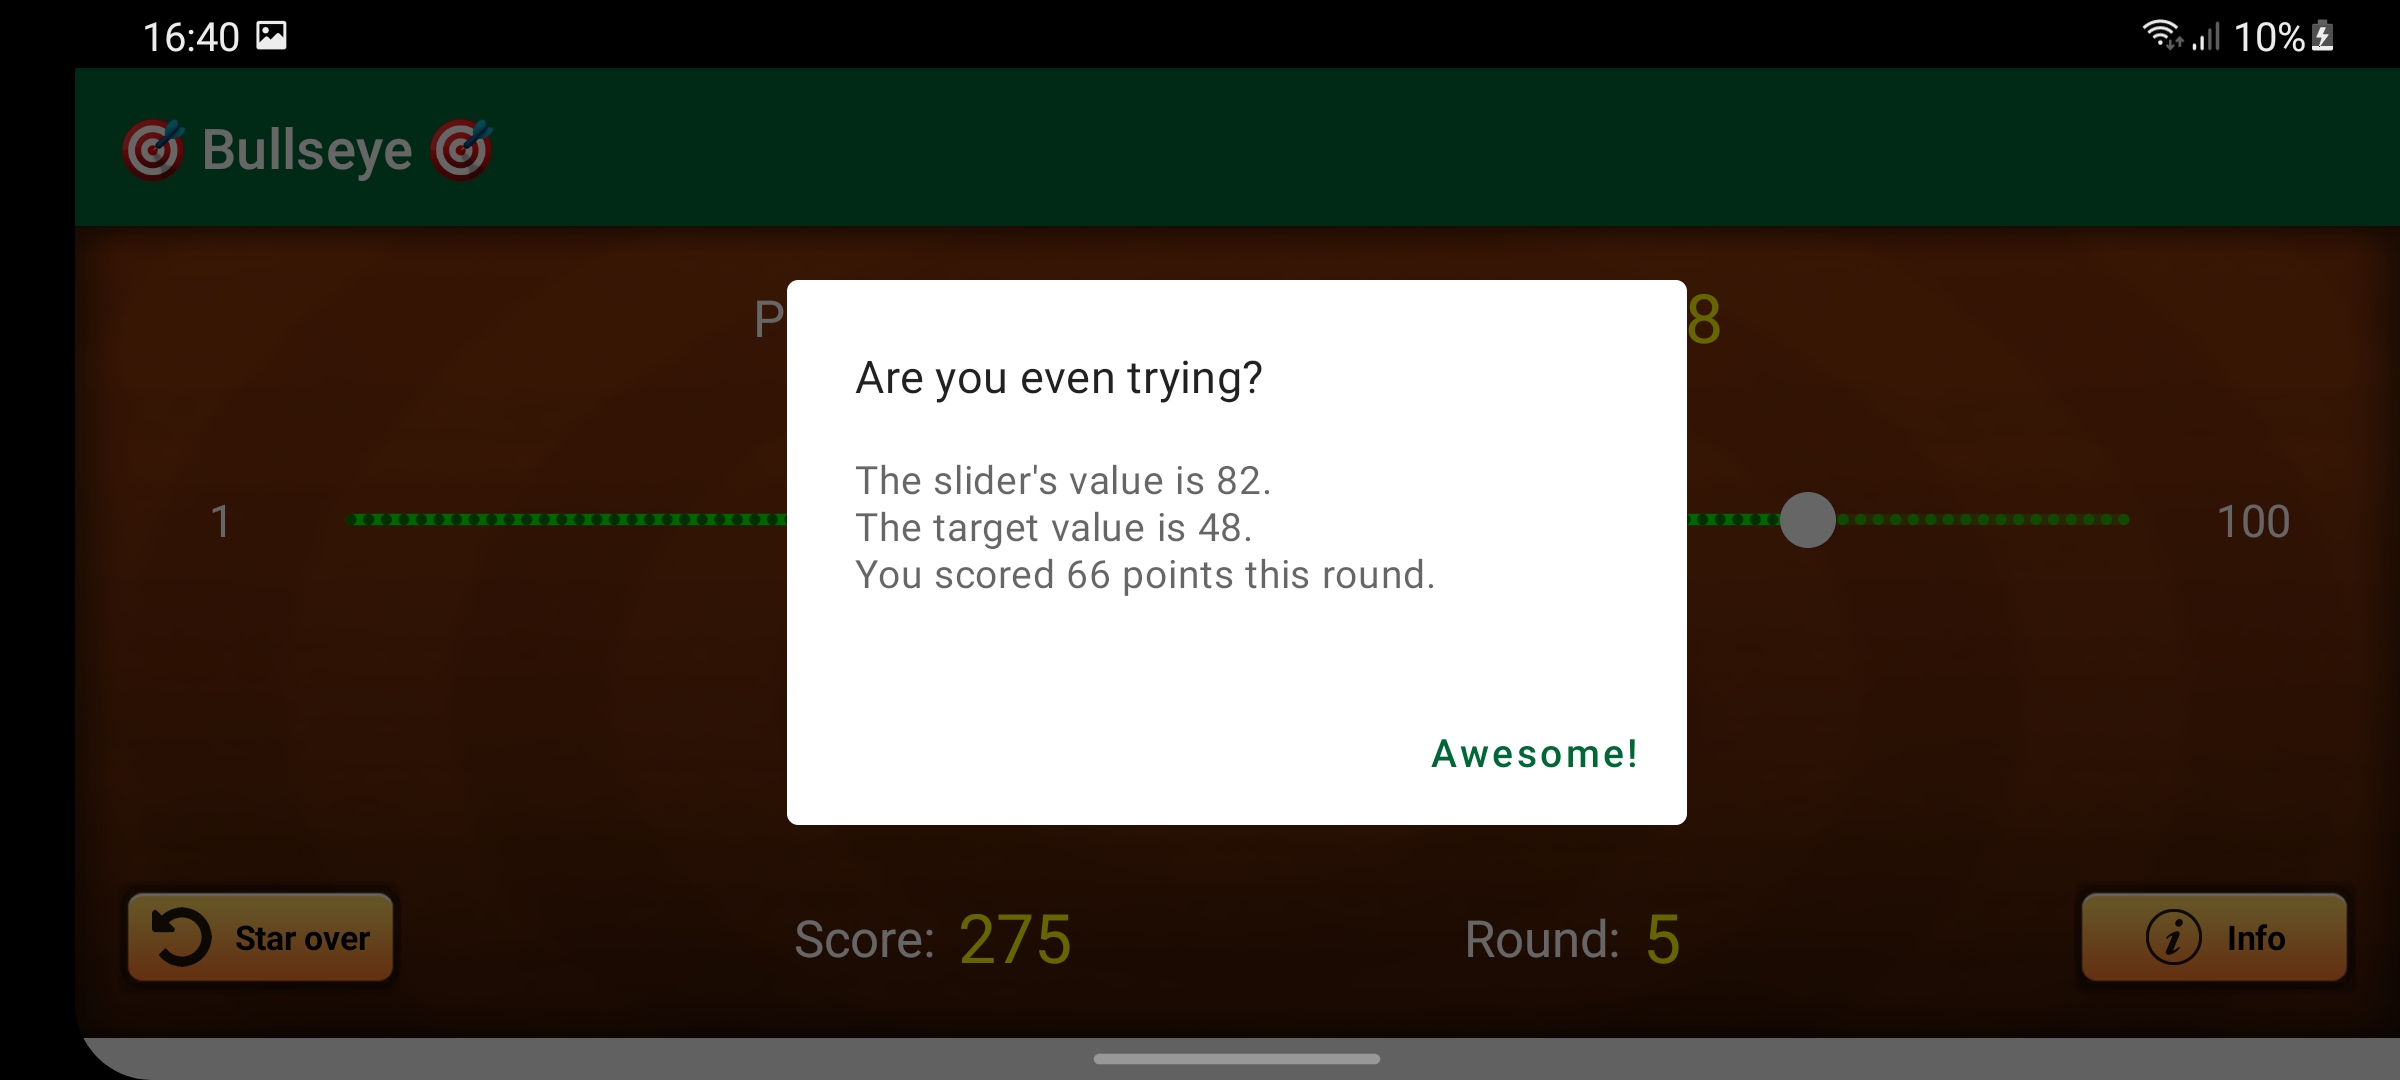 16:40
10%
Bullseye
P
8
Are you even trying?
The slider's value is 82.
The target value is 48.
You scored 66 points this round.
1
100
Awesome!
Star over
Score: 275
Round: 5
Info